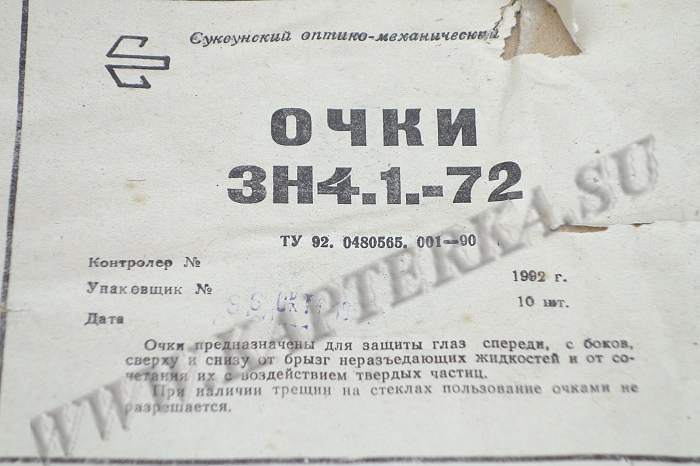 Суксунский оптико-механический
ОЧКИ
ЗН4.1.-72
ТУ 92. 0480565. 001—90
Контролер №
Упаковщик №
Дата
1992 г.
10 шт.
Очки предназначены для защиты глаз спереди, с боков,
сверху и снизу от брызг неразъедающих жидкостей и от со-
четания их с воздействием твердых частиц.
При наличии трещин на стеклах пользование очками не
разрешается.
WWW.KAPTERKA.SU